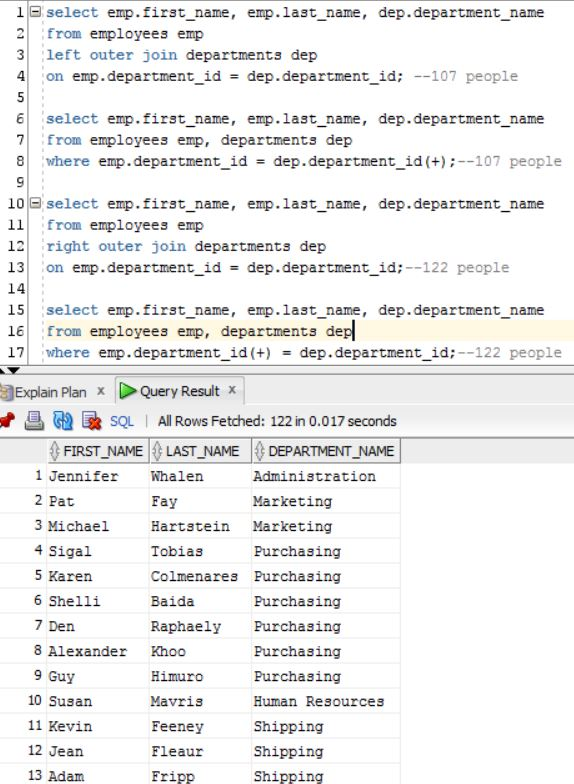 1 select emp.first_name, emp.last_name, dep.department_name
2 from employees emp
3 left outer join departments dep
4 on emp.department_id = dep.department_id; --107 people
5
6 select emp.first_name, emp.last_name, dep.department_name
7 from employees emp, departments dep
8 where emp.department_id = dep.department_id(+);--107 people
9
10 select emp.first_name, emp.last_name, dep.department_name
11 from employees emp
12 right outer join departments dep
13 on emp.department_id = dep.department_id;--122 people
14
15 select emp.first_name, emp.last_name, dep.department_name
16 from employees emp, departments dep
17 where emp.department_id(+) = dep.department_id;--122 people
Explain Plan x Query Result x
SQL | All Rows Fetched: 122 in 0.017 seconds
FIRST_NAME LAST_NAME DEPARTMENT_NAME
1 Jennifer Whalen Administration
2 Pat Fay Marketing
3 Michael Hartstein Marketing
4 Sigal Tobias Purchasing
5 Karen Colmenares Purchasing
6 Shelli Baida Purchasing
7 Den Raphaely Purchasing
8 Alexander Khoo Purchasing
9 Guy Himuro Purchasing
10 Susan Mavris Human Resources
11 Kevin Feeney Shipping
12 Jean Fleaur Shipping
13 Adam Fripp Shipping